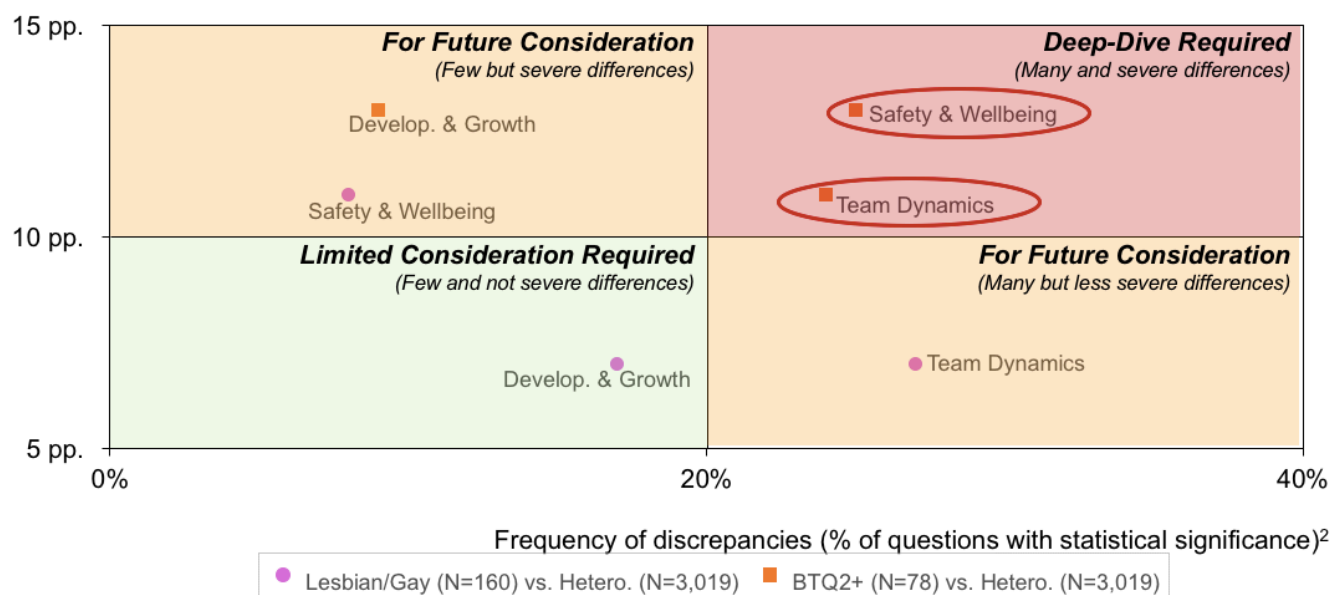 15 pp.
For Future Consideration
(Few but severe differences)
Deep-Dive Required
(Many and severe differences)
Develop. & Growth
Safety & Wellbeing
Safety & Wellbeing
Team Dynamics
10 pp.
Limited Consideration Required
(Few and not severe differences)
For Future Consideration
(Many but less severe differences)
Develop. & Growth
Team Dynamics
5 pp.
0%
20%
40%
Frequency of discrepancies (% of questions with statistical significance)²
Lesbian/Gay (N=160) vs. Hetero. (N=3,019)
BTQ2+ (N=78) vs. Hetero. (N=3,019)